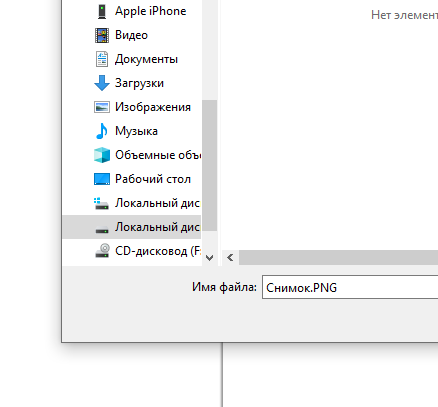 Apple iPhone
Нет элемент
Видео
Документы
Загрузки
Изображения
Музыка
Объемные объ
Рабочий стол
Локальный дис
Локальный дис
CD-дисковод (F:
Имя файла: Снимок.PNG